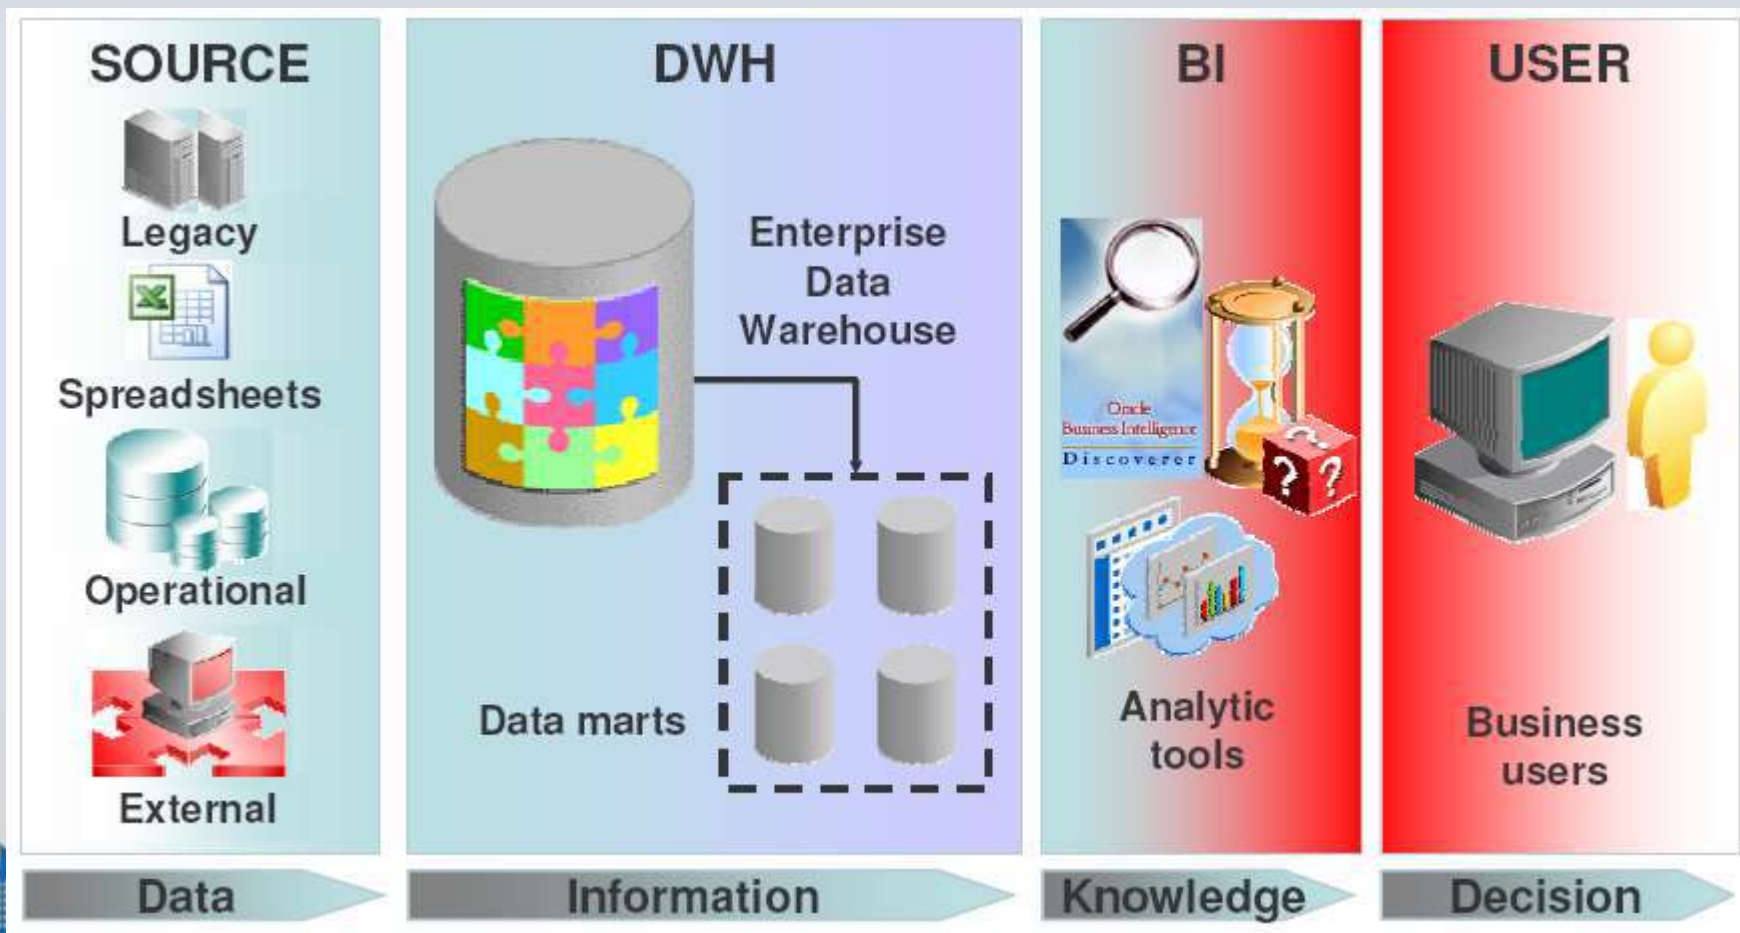 SOURCE
Legacy
Spreadsheets
Operational
External
Data
DWH
Enterprise
Data
Warehouse
Data marts
Information
BI
Oracle
Business Intelligence
Discoverer
? ? ?
Analytic
tools
Knowledge
USER
Business
users
Decision